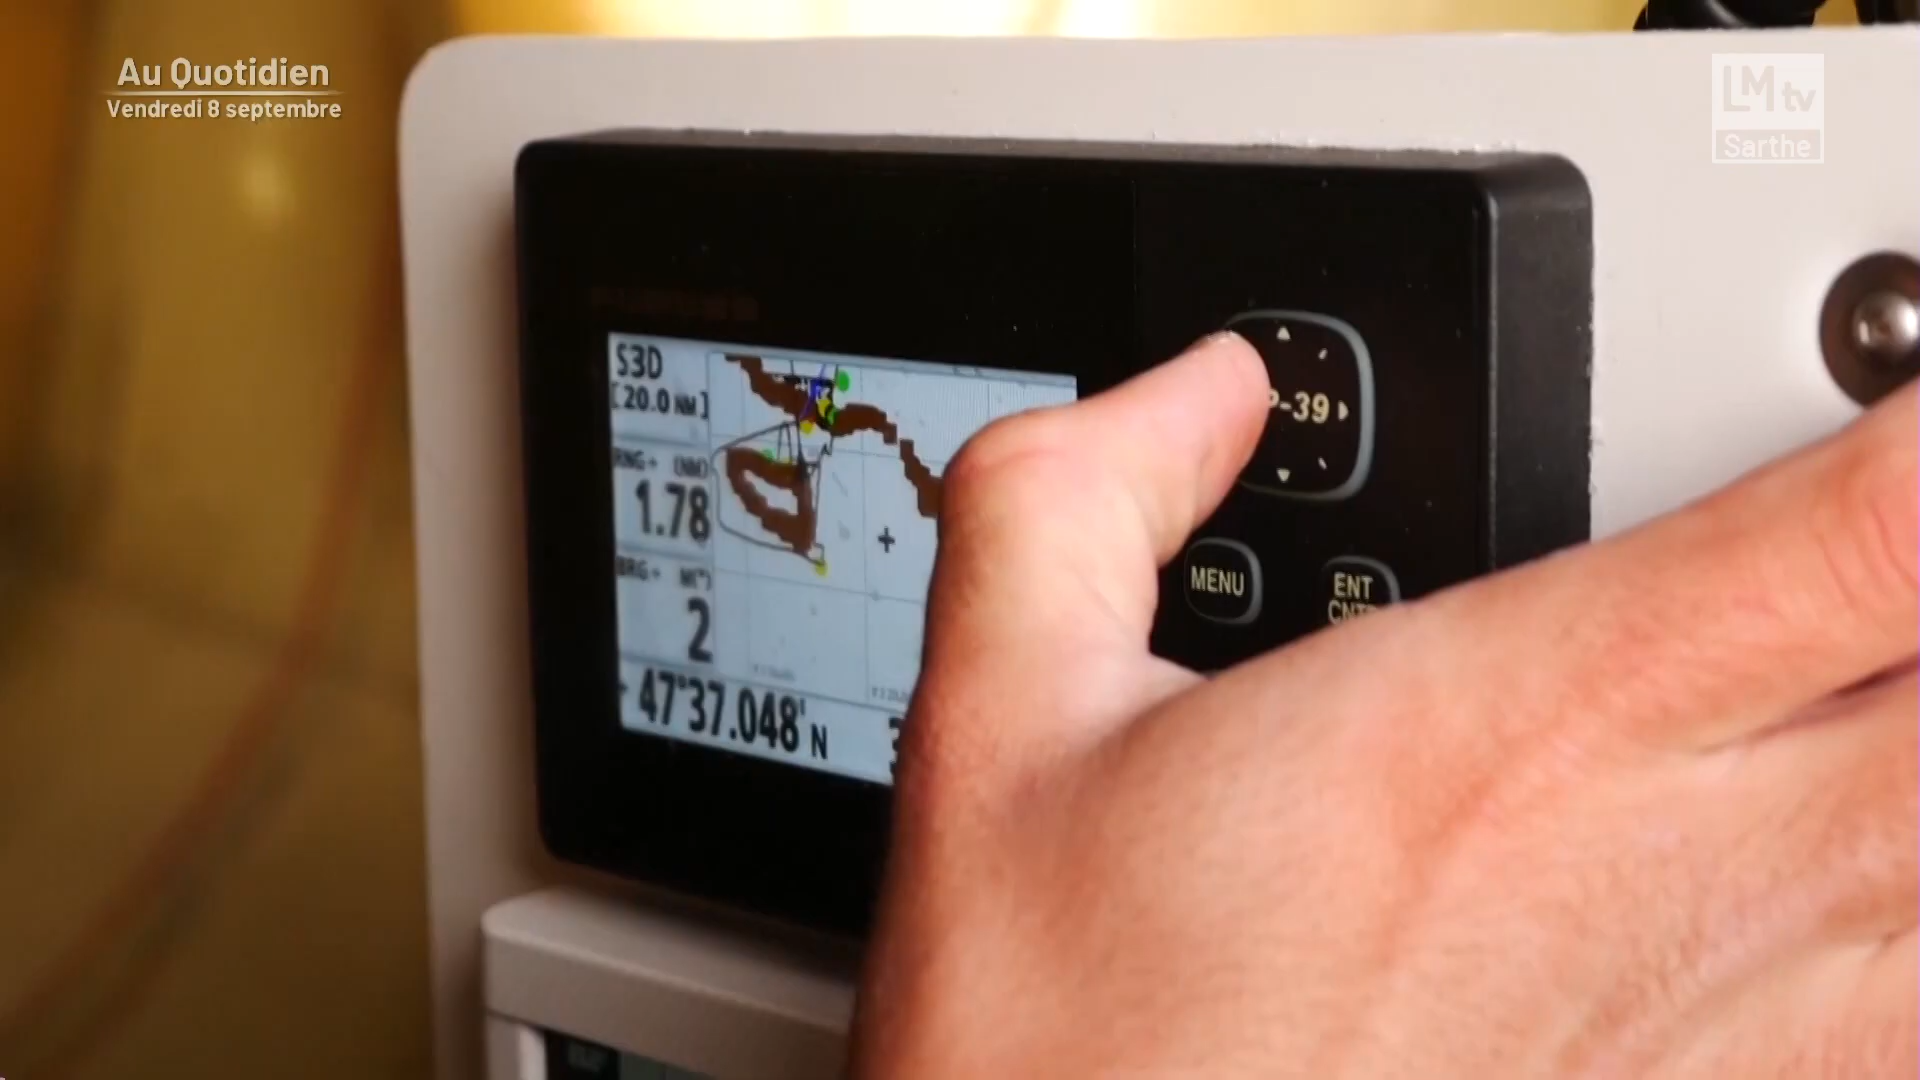 Au Quotidien
Vendredi 8 septembre
LM tv
Sarthe
S3D
[20.0 NM]
RNG+ (NM)
1.78
BRG+ M(°)
2
+ 47°37.048' N
P-39
MENU
ENT